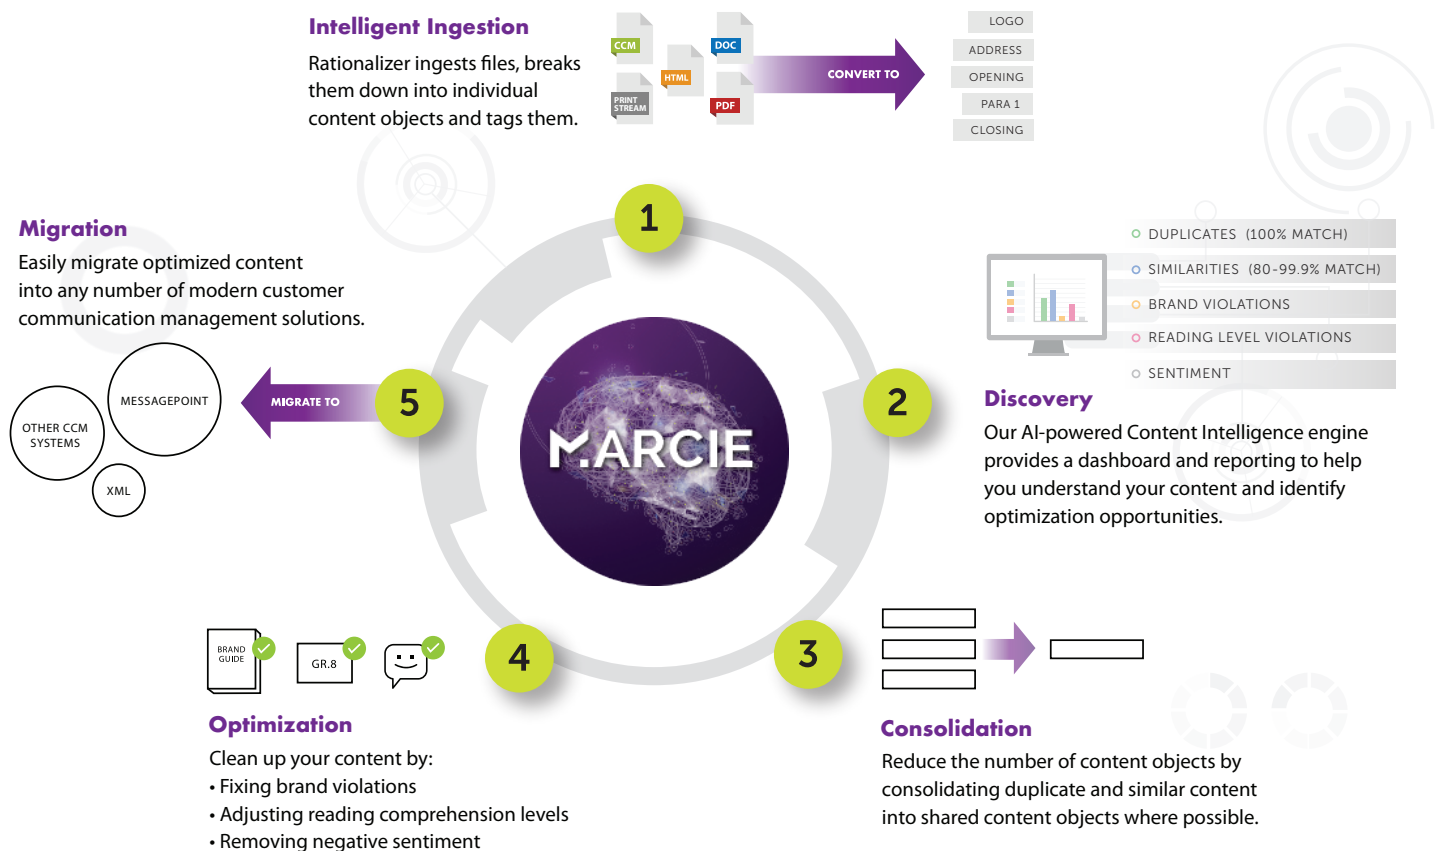 Intelligent Ingestion
Rationalizer ingests files, breaks
them down into individual
content objects and tags them.
CCM
DOC
HTML
PRINT
STREAM
PDF
CONVERT TO
LOGO
ADDRESS
OPENING
PARA 1
CLOSING
1
Migration
Easily migrate optimized content
into any number of modern customer
communication management solutions.
MESSAGEPOINT
OTHER CCM
SYSTEMS
XML
MIGRATE TO
5
MARCIE
2
DUPLICATES (100% MATCH)
SIMILARITIES (80-99.9% MATCH)
BRAND VIOLATIONS
READING LEVEL VIOLATIONS
SENTIMENT
Discovery
Our AI-powered Content Intelligence engine
provides a dashboard and reporting to help
you understand your content and identify
optimization opportunities.
BRAND
GUIDE
GR.8
4
3
Optimization
Clean up your content by:
• Fixing brand violations
• Adjusting reading comprehension levels
• Removing negative sentiment
Consolidation
Reduce the number of content objects by
consolidating duplicate and similar content
into shared content objects where possible.